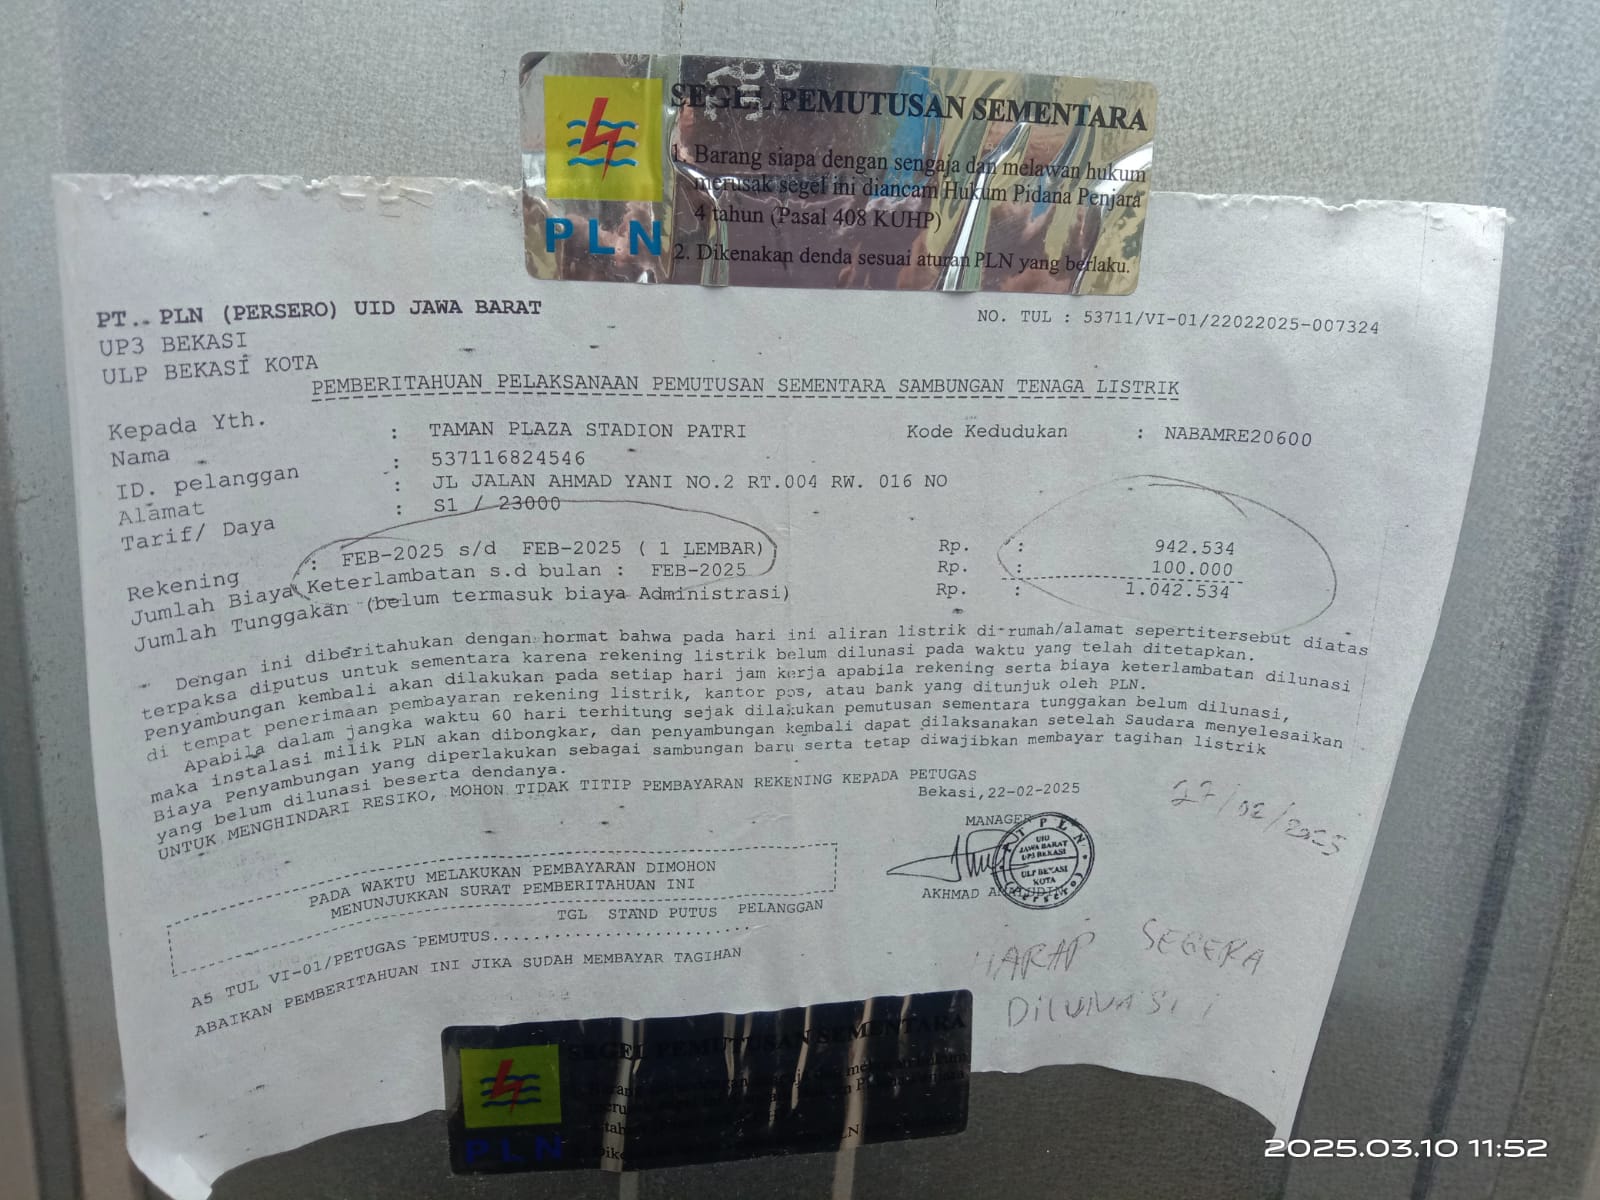 SEGEL PEMUTUSAN SEMENTARA
1. Barang siapa dengan sengaja dan melawan hukum
merusak segel ini diancam Hukum Pidana Penjara
4 tahun (Pasal 408 KUHP)
2. Dikenakan denda sesuai aturan PLN yang berlaku.
PLN
PT.. PLN (PERSERO) UID JAWA BARAT
UP3 BEKASI
ULP BEKASI KOTA
NO. TUL : 53711/VI-01/22022025-007324
PEMBERITAHUAN PELAKSANAAN PEMUTUSAN SEMENTARA SAMBUNGAN TENAGA LISTRIK
Kepada Yth.
Nama : TAMAN PLAZA STADION PATRI
Kode Kedudukan : NABAMRE20600
ID. pelanggan : 537116824546
Alamat : JL JALAN AHMAD YANI NO.2 RT.004 RW. 016 NO
Tarif/ Daya : S1 / 23000
Rekening : FEB-2025 s/d FEB-2025 ( 1 LEMBAR) Rp. : 942.534
Jumlah Biaya Keterlambatan s.d bulan : FEB-2025 Rp. : 100.000
Jumlah Tunggakan (belum termasuk biaya Administrasi) Rp. : 1.042.534
Dengan ini diberitahukan dengan hormat bahwa pada hari ini aliran listrik di rumah/alamat sepertitersebut diatas
terpaksa diputus untuk sementara karena rekening listrik belum dilunasi pada waktu yang telah ditetapkan.
Penyambungan kembali akan dilakukan pada setiap hari jam kerja apabila rekening serta biaya keterlambatan dilunasi
di tempat penerimaan pembayaran rekening listrik, kantor pos, atau bank yang ditunjuk oleh PLN.
Apabila dalam jangka waktu 60 hari terhitung sejak dilakukan pemutusan sementara tunggakan belum dilunasi,
maka instalasi milik PLN akan dibongkar, dan penyambungan kembali dapat dilaksanakan setelah Saudara menyelesaikan
Biaya Penyambungan yang diperlakukan sebagai sambungan baru serta tetap diwajibkan membayar tagihan listrik
yang belum dilunasi beserta dendanya.
UNTUK MENGHINDARI RESIKO, MOHON TIDAK TITIP PEMBAYARAN REKENING KEPADA PETUGAS
Bekasi,22-02-2025
27/02/2025
MANAGER
PT PLN
UID
JAWA BARAT
UP3 BEKASI
ULP BEKASI
KOTA
AKHMAD
PADA WAKTU MELAKUKAN PEMBAYARAN DIMOHON
MENUNJUKKAN SURAT PEMBERITAHUAN INI
TGL STAND PUTUS PELANGGAN
A5 TUL VI-01/PETUGAS PEMUTUS
ABAIKAN PEMBERITAHUAN INI JIKA SUDAH MEMBAYAR TAGIHAN
HARAP SEGERA
DILUNASI
SEGEL PEMUTUSAN SEMENTARA
PLN
2025.03.10 11:52